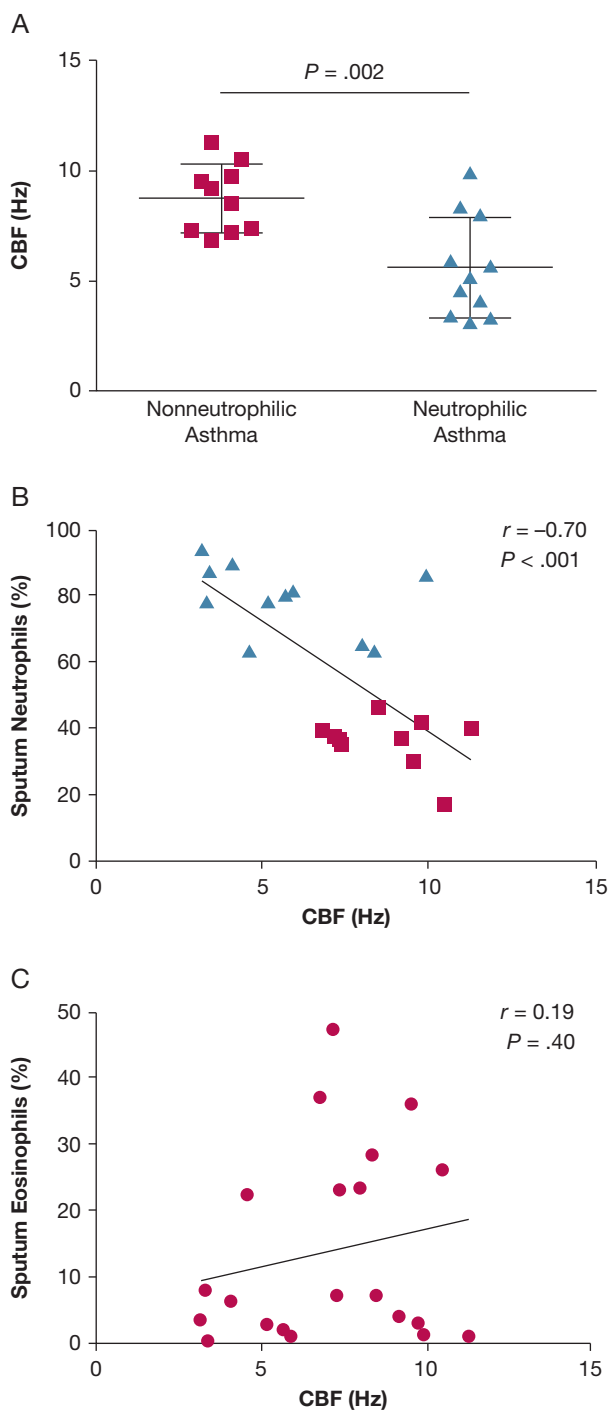 A
P = .002
CBF (Hz)
15
10
5
0
Nonneutrophilic
Asthma
Neutrophilic
Asthma
B
r = –0.70
P < .001
Sputum Neutrophils (%)
100
80
60
40
20
0
0
5
10
15
CBF (Hz)
C
r = 0.19
P = .40
Sputum Eosinophils (%)
50
40
30
20
10
0
0
5
10
15
CBF (Hz)